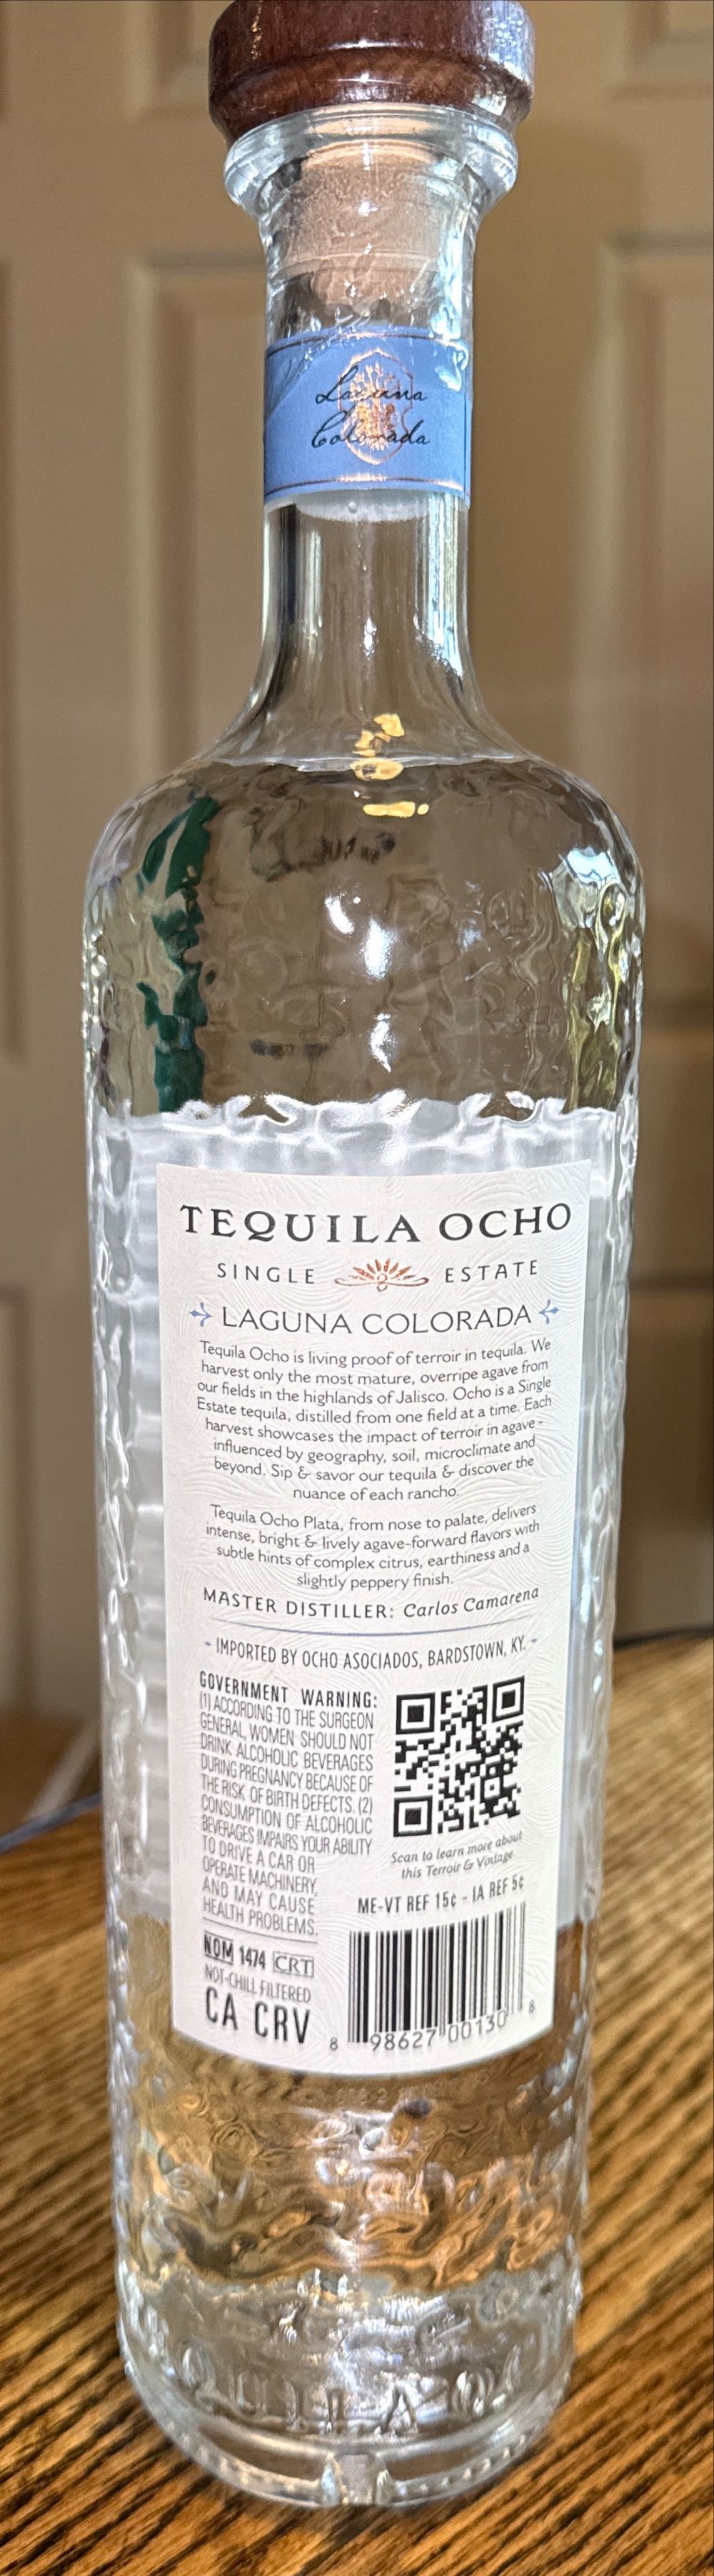 Laguna
Colorada
TEQUILA OCHO
SINGLE ESTATE
LAGUNA COLORADA
Tequila Ocho is living proof of terroir in tequila. We
harvest only the most mature, overripe agave from
our fields in the highlands of Jalisco. Ocho is a Single
Estate tequila, distilled from one field at a time. Each
harvest showcases the impact of terroir in agave -
influenced by geography, soil, microclimate and
beyond. Sip & savor our tequila & discover the
nuance of each rancho.
Tequila Ocho Plata, from nose to palate, delivers
intense, bright & lively agave-forward flavors with
subtle hints of complex citrus, earthiness and a
slightly peppery finish.
MASTER DISTILLER: Carlos Camarena
- IMPORTED BY OCHO ASOCIADOS, BARDSTOWN, KY. -
GOVERNMENT WARNING:
(1) ACCORDING TO THE SURGEON
GENERAL, WOMEN SHOULD NOT
DRINK ALCOHOLIC BEVERAGES
DURING PREGNANCY BECAUSE OF
THE RISK OF BIRTH DEFECTS. (2)
CONSUMPTION OF ALCOHOLIC
BEVERAGES IMPAIRS YOUR ABILITY
TO DRIVE A CAR OR
OPERATE MACHINERY,
AND MAY CAUSE
HEALTH PROBLEMS.
Scan to learn more about
this Terroir & Vintage
ME-VT REF 15¢ - IA REF 5¢
NOM 1474 CRT
NOT-CHILL FILTERED
CA CRV
8 98627 00130 8